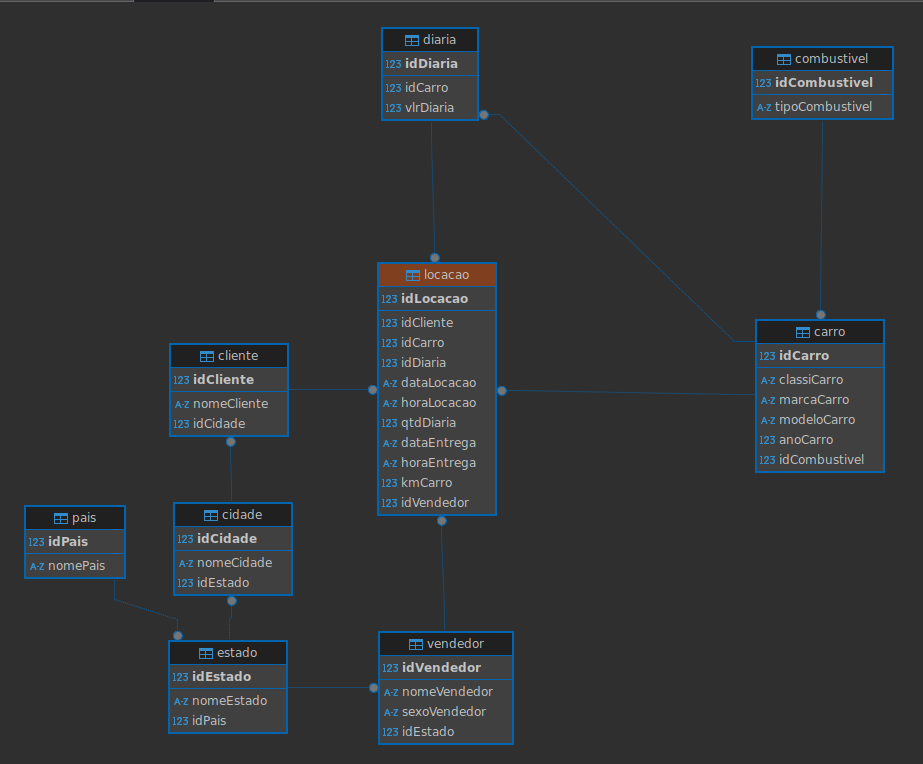 diaria
123 idDiaria
123 idCarro
123 vlrDiaria
combustivel
123 idCombustivel
A-Z tipoCombustivel
locacao
123 idLocacao
123 idCliente
123 idCarro
123 idDiaria
A-Z dataLocacao
A-Z horaLocacao
123 qtdDiaria
A-Z dataEntrega
A-Z horaEntrega
123 kmCarro
123 idVendedor
carro
123 idCarro
A-Z classiCarro
A-Z marcaCarro
A-Z modeloCarro
123 anoCarro
123 idCombustivel
cliente
123 idCliente
A-Z nomeCliente
123 idCidade
pais
123 idPais
A-Z nomePais
cidade
123 idCidade
A-Z nomeCidade
123 idEstado
estado
123 idEstado
A-Z nomeEstado
123 idPais
vendedor
123 idVendedor
A-Z nomeVendedor
A-Z sexoVendedor
123 idEstado